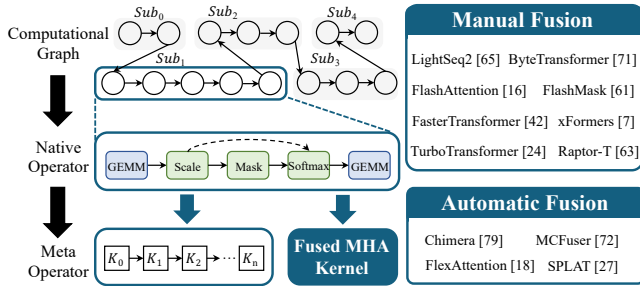 Computational
Graph
Native
Operator
Meta
Operator
Sub0
Sub2
Sub4
Sub1
Sub3
GEMM
Scale
Mask
Softmax
GEMM
K0
K1
K2
...
Kn
Fused MHA
Kernel
Manual Fusion
LightSeq2 [65] ByteTransformer [71]
FlashAttention [16] FlashMask [61]
FasterTransformer [42] xFormers [7]
TurboTransformer [24] Raptor-T [63]
Automatic Fusion
Chimera [79] MCFuser [72]
FlexAttention [18] SPLAT [27]